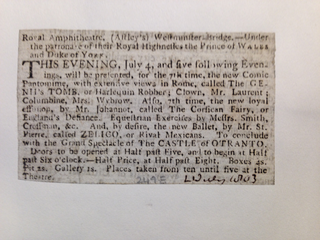 Royal Amphitheatre, (Astley's) Westminster-Bridge.—Under
the patronage of their Royal Highnesses the Prince of WALES
and DUKE of YORK.
THIS EVENING, July 4, and five following Even-
ings, will be presented, for the 7th time, the new Comic
Pantomime, with extensive views in Rome, called The GE-
NII's TOMB, or Harlequin Robber; Clown, Mr. Laurent;
Columbine, Mrs. Webrow. Also, th time, the new loyal
effusion, by Mr. Johannot, called The Corsican Fairy, or
England's Defiance. Equestrian Exercises by Messrs. Smith,
Crossman, &c. And, by desire, the new Ballet, by Mr. St.
Pierre, called ZELIGO, or Rival Mexicans. To conclude
with the Grand Spectacle of The CASTLE of OTRANTO.
Doors to be opened at Half past Five, and to begin at Half
past Six o'clock.—Half Price, at Half past Eight. Boxes 4s.
Pit 2s. Gallery 1s. Places taken from ten until five at the
Theatre.
1803